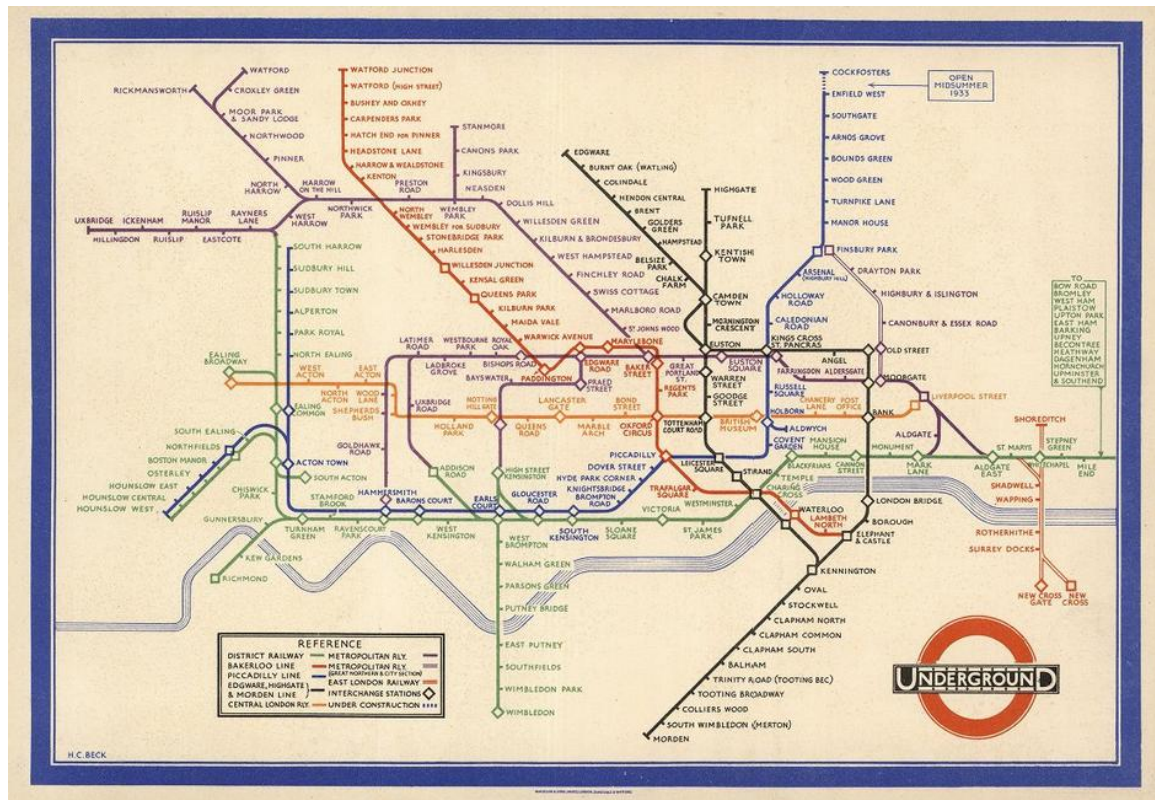 WATFORD
RICKMANSWORTH
CROXLEY GREEN
MOOR PARK
& SANDY LODGE
NORTHWOOD
PINNER
NORTH
HARROW
HARROW
ON THE HILL
NORTHWICK
PARK
PRESTON
ROAD
WEMBLEY
PARK
STANMORE
CANONS PARK
KINGSBURY
NEASDEN
DOLLIS HILL
WILLESDEN GREEN
KILBURN & BRONDESBURY
WEST HAMPSTEAD
FINCHLEY ROAD
SWISS COTTAGE
MARLBORO ROAD
ST JOHNS WOOD
UXBRIDGE
ICKENHAM
RUISLIP
MANOR
RAYNERS
LANE
WEST
HARROW
HILLINGDON
RUISLIP
EASTCOTE
WATFORD JUNCTION
WATFORD (HIGH STREET)
BUSHEY AND OXHEY
CARPENDERS PARK
HATCH END FOR PINNER
HEADSTONE LANE
HARROW & WEALDSTONE
KENTON
NORTH
WEMBLEY
WEMBLEY FOR SUDBURY
STONEBRIDGE PARK
HARLESDEN
WILLESDEN JUNCTION
KENSAL GREEN
QUEENS PARK
KILBURN PARK
MAIDA VALE
WARWICK AVENUE
MARYLEBONE
EDGWARE
ROAD
PADDINGTON
BAKER
STREET
REGENTS
PARK
EDGWARE
BURNT OAK (WATLING)
COLINDALE
HENDON CENTRAL
BRENT
GOLDERS
GREEN
HAMPSTEAD
BELSIZE
PARK
CHALK
FARM
HIGHGATE
TUFNELL
PARK
KENTISH
TOWN
CAMDEN
TOWN
MORNINGTON
CRESCENT
EUSTON
WARREN
STREET
GOODGE
STREET
TOTTENHAM
COURT ROAD
LEICESTER
SQUARE
STRAND
COCKFOSTERS
OPEN
MIDSUMMER
1933
ENFIELD WEST
SOUTHGATE
ARNOS GROVE
BOUNDS GREEN
WOOD GREEN
TURNPIKE LANE
MANOR HOUSE
FINSBURY PARK
ARSENAL
(HIGHBURY HILL)
HOLLOWAY
ROAD
CALEDONIAN
ROAD
KINGS CROSS
ST. PANCRAS
RUSSELL
SQUARE
HOLBORN
ALDWYCH
COVENT
GARDEN
DRAYTON PARK
HIGHBURY & ISLINGTON
CANONBURY & ESSEX ROAD
OLD STREET
ANGEL
MOORGATE
FARRINGDON
ALDERSGATE
LIVERPOOL STREET
BANK
ALDGATE
SOUTH HARROW
SUDBURY HILL
SUDBURY TOWN
ALPERTON
PARK ROYAL
NORTH EALING
EALING
BROADWAY
EALING
COMMON
WEST
ACTON
EAST
ACTON
NORTH
ACTON
WOOD
LANE
SHEPHERDS
BUSH
LATIMER
ROAD
WESTBOURNE
PARK
ROYAL
OAK
LADBROKE
GROVE
BISHOPS ROAD
BAYSWATER
PRAED
STREET
GREAT
PORTLAND
ST.
EUSTON
SQUARE
UXBRIDGE
ROAD
NOTTING
HILL GATE
HOLLAND
PARK
LANCASTER
GATE
QUEENS
ROAD
MARBLE
ARCH
BOND
STREET
OXFORD
CIRCUS
BRITISH
MUSEUM
CHANCERY
LANE
POST
OFFICE
GOLDHAWK
ROAD
ADDISON
ROAD
HIGH STREET
KENSINGTON
SOUTH EALING
NORTHFIELDS
BOSTON MANOR
OSTERLEY
HOUNSLOW EAST
HOUNSLOW CENTRAL
HOUNSLOW WEST
ACTON TOWN
SOUTH ACTON
CHISWICK
PARK
GUNNERSBURY
KEW GARDENS
RICHMOND
TURNHAM
GREEN
STAMFORD
BROOK
RAVENSCOURT
PARK
HAMMERSMITH
BARONS COURT
WEST
KENSINGTON
EARLS
COURT
GLOUCESTER
ROAD
SOUTH
KENSINGTON
KNIGHTSBRIDGE
BROMPTON
ROAD
HYDE PARK CORNER
DOVER STREET
PICCADILLY
TRAFALGAR
SQUARE
SLOANE
SQUARE
VICTORIA
ST. JAMES
PARK
WESTMINSTER
CHARING
CROSS
TEMPLE
BLACKFRIARS
MANSION
HOUSE
CANNON
STREET
MONUMENT
MARK
LANE
ALDGATE
EAST
ST. MARYS
WHITECHAPEL
STEPNEY
GREEN
MILE
END
TO
BOW ROAD
BROMLEY
WEST HAM
PLAISTOW
UPTON PARK
EAST HAM
BARKING
UPNEY
BECONTREE
HEATHWAY
DAGENHAM
HORNCHURCH
UPMINSTER
& SOUTHEND
SHOREDITCH
SHADWELL
WAPPING
ROTHERHITHE
SURREY DOCKS
NEW CROSS
GATE
NEW
CROSS
WATERLOO
LAMBETH
NORTH
LONDON BRIDGE
BOROUGH
ELEPHANT
& CASTLE
KENNINGTON
OVAL
STOCKWELL
CLAPHAM NORTH
CLAPHAM COMMON
CLAPHAM SOUTH
BALHAM
TRINITY ROAD (TOOTING BEC)
TOOTING BROADWAY
COLLIERS WOOD
SOUTH WIMBLEDON (MERTON)
MORDEN
WEST
BROMPTON
WALHAM GREEN
PARSONS GREEN
PUTNEY BRIDGE
EAST PUTNEY
SOUTHFIELDS
WIMBLEDON PARK
WIMBLEDON
REFERENCE
DISTRICT RAILWAY
BAKERLOO LINE
PICCADILLY LINE
EDGWARE, HIGHGATE
& MORDEN LINE
CENTRAL LONDON RLY.
METROPOLITAN RLY.
METROPOLITAN RLY.
(GREAT NORTHERN & CITY SECTION)
EAST LONDON RAILWAY
INTERCHANGE STATIONS
UNDER CONSTRUCTION
UNDERGROUND
H.C.BECK